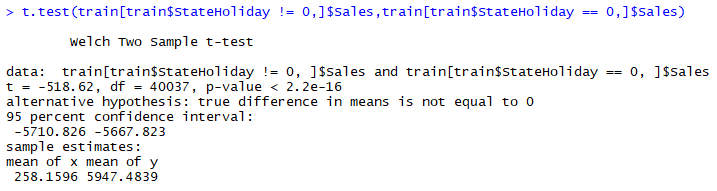 > t.test(train[train$StateHoliday != 0,]$Sales,train[train$StateHoliday == 0,]$Sales)
Welch Two Sample t-test
data:  train[train$StateHoliday != 0, ]$Sales and train[train$StateHoliday == 0, ]$Sales
t = -518.62, df = 40037, p-value < 2.2e-16
alternative hypothesis: true difference in means is not equal to 0
95 percent confidence interval:
-5710.826 -5667.823
sample estimates:
mean of x mean of y
258.1596 5947.4839